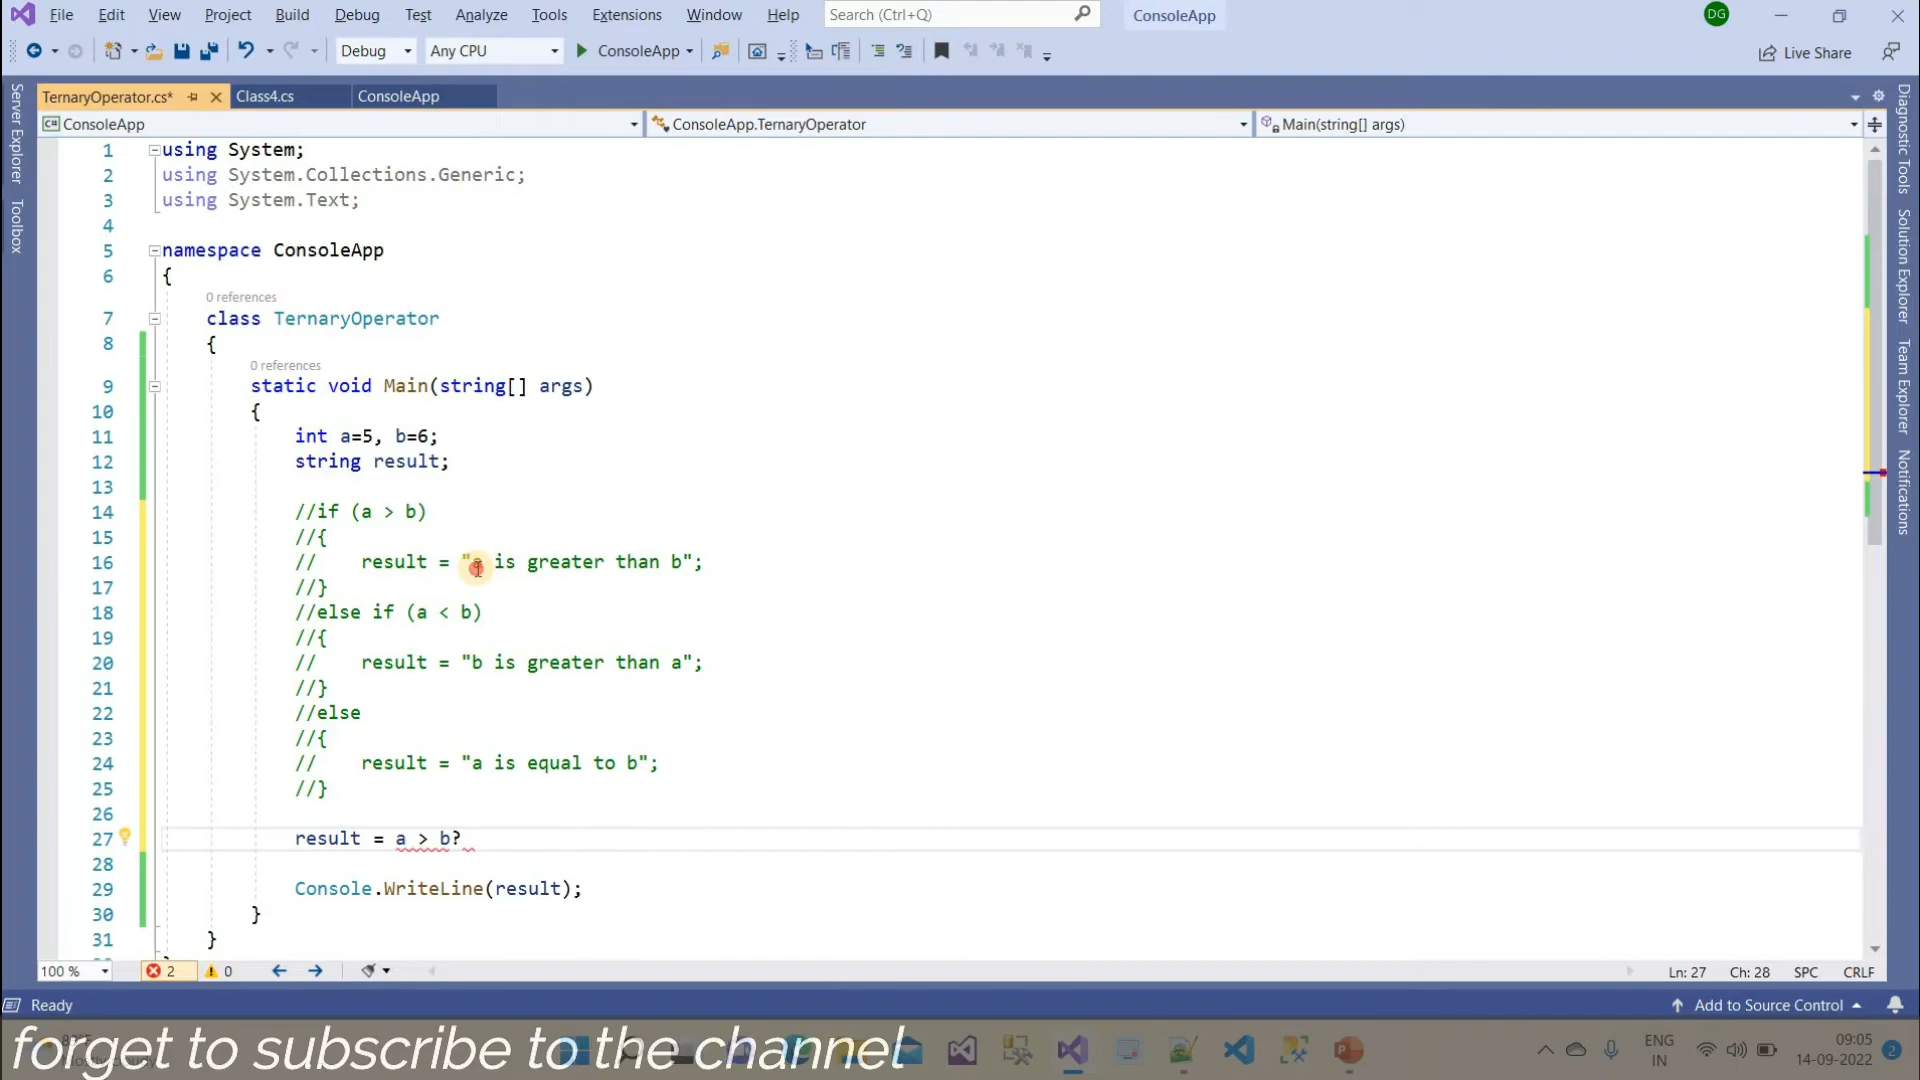 File Edit View Project Build Debug Test Analyze Tools Extensions Window Help Search (Ctrl+Q) ConsoleApp DG
Debug Any CPU ConsoleApp Live Share
TernaryOperator.cs* Class4.cs ConsoleApp
ConsoleApp ConsoleApp.TernaryOperator Main(string[] args)
Server Explorer
Toolbox
Diagnostic Tools
Solution Explorer
Team Explorer
Notifications
1 using System;
2 using System.Collections.Generic;
3 using System.Text;
4
5 namespace ConsoleApp
6 {
0 references
7 class TernaryOperator
8 {
0 references
9 static void Main(string[] args)
10 {
11 int a=5, b=6;
12 string result;
13
14 //if (a > b)
15 //{
16 // result = "a is greater than b";
17 //}
18 //else if (a < b)
19 //{
20 // result = "b is greater than a";
21 //}
22 //else
23 //{
24 // result = "a is equal to b";
25 //}
26
27 result = a > b?
28
29 Console.WriteLine(result);
30 }
31 }
100 % 2 0 Ln: 27 Ch: 28 SPC CRLF
Ready Add to Source Control
forget to subscribe to the channel
ENG
IN
09:05
14-09-2022
2